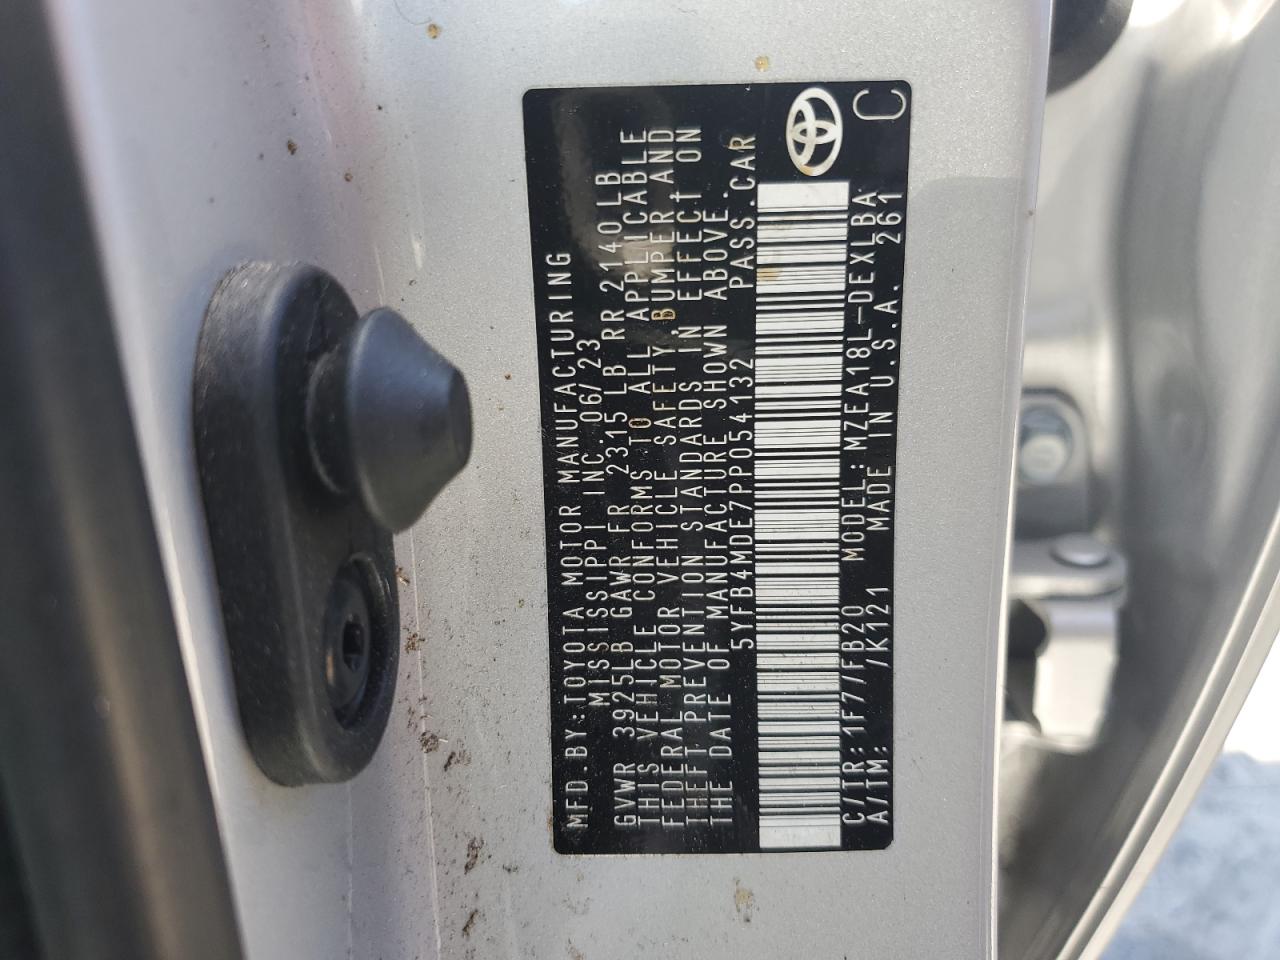 MFD.BY:TOYOTA MOTOR MANUFACTURING
MISSISSIPPI INC. 06/23
GVWR 3925LB GAWR FR 2315 LB RR 2140LB
THIS VEHICLE CONFORMS TO ALL APPLICABLE
FEDERAL MOTOR VEHICLE SAFETY, BUMPER AND
THEFT PREVENTION STANDARDS IN EFFECT ON
THE DATE OF MANUFACTURE SHOWN ABOVE.
5YFB4MDE7PP054132 PASS.CAR
C/TR: 1F7/FB20 MODEL: MZEA18L-DEXLBA
A/TM: /K121 MADE IN U.S.A. 261
C